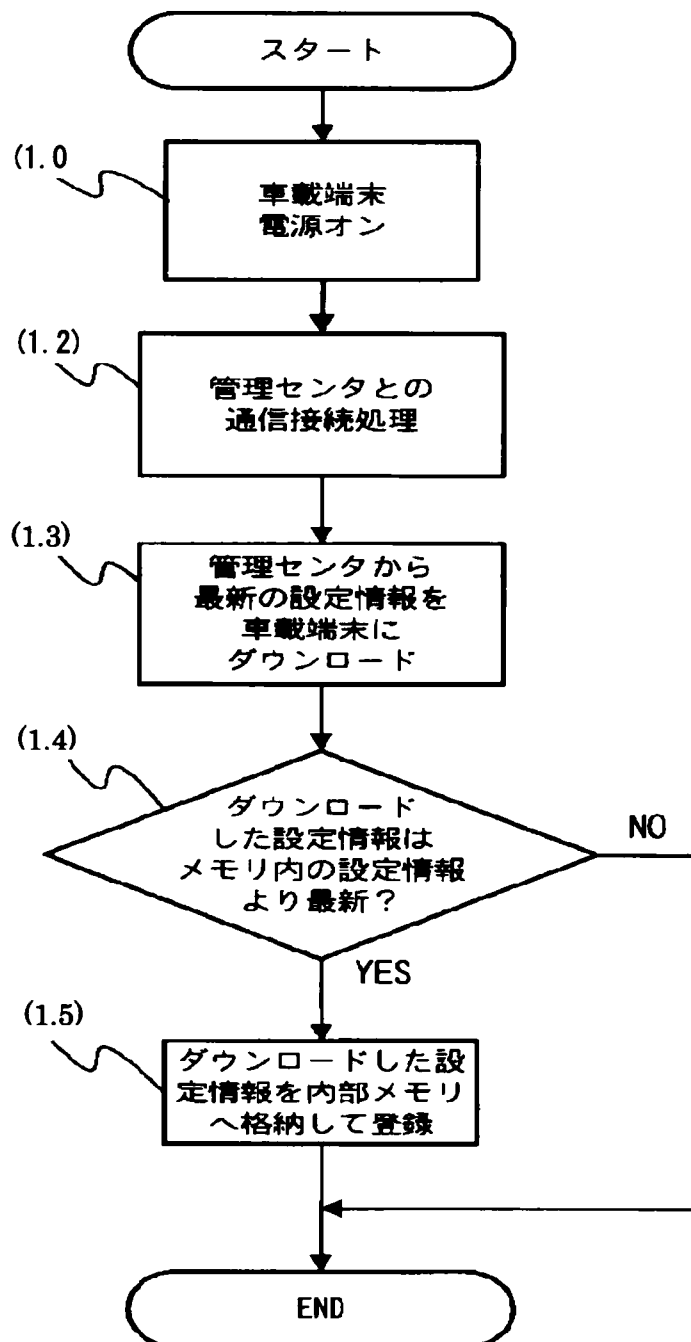 スタート
(1.0
車載端末
電源オン
(1.2)
管理センタとの
通信接続処理
(1.3)
管理センタから
最新の設定情報を
車載端末に
ダウンロード
(1.4)
ダウンロード
した設定情報は
メモリ内の設定情報
より最新？
NO
YES
(1.5)
ダウンロードした設
定情報を内部メモリ
へ格納して登録
END